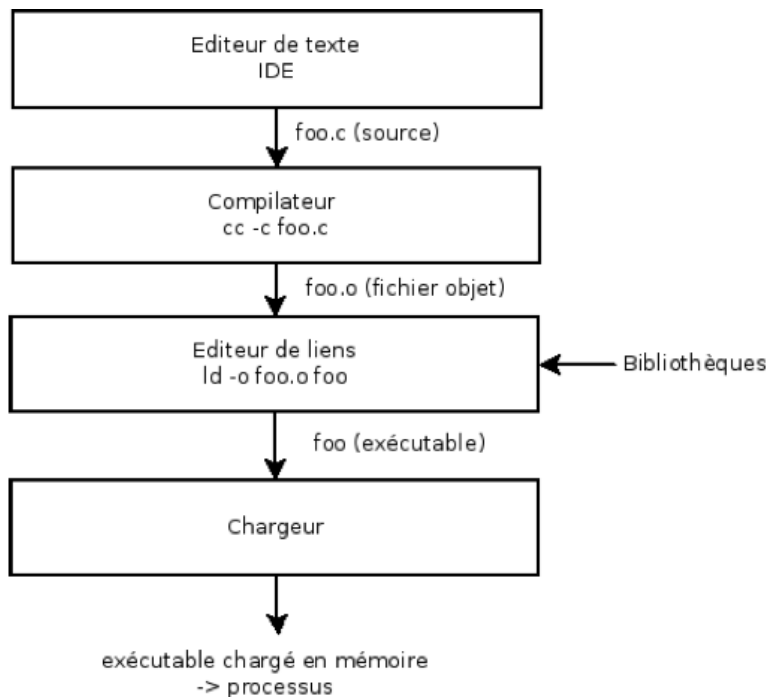 Editeur de texte
IDE
foo.c (source)
Compilateur
cc -c foo.c
foo.o (fichier objet)
Editeur de liens
ld -o foo.o foo
Bibliothèques
foo (exécutable)
Chargeur
exécutable chargé en mémoire
-> processus